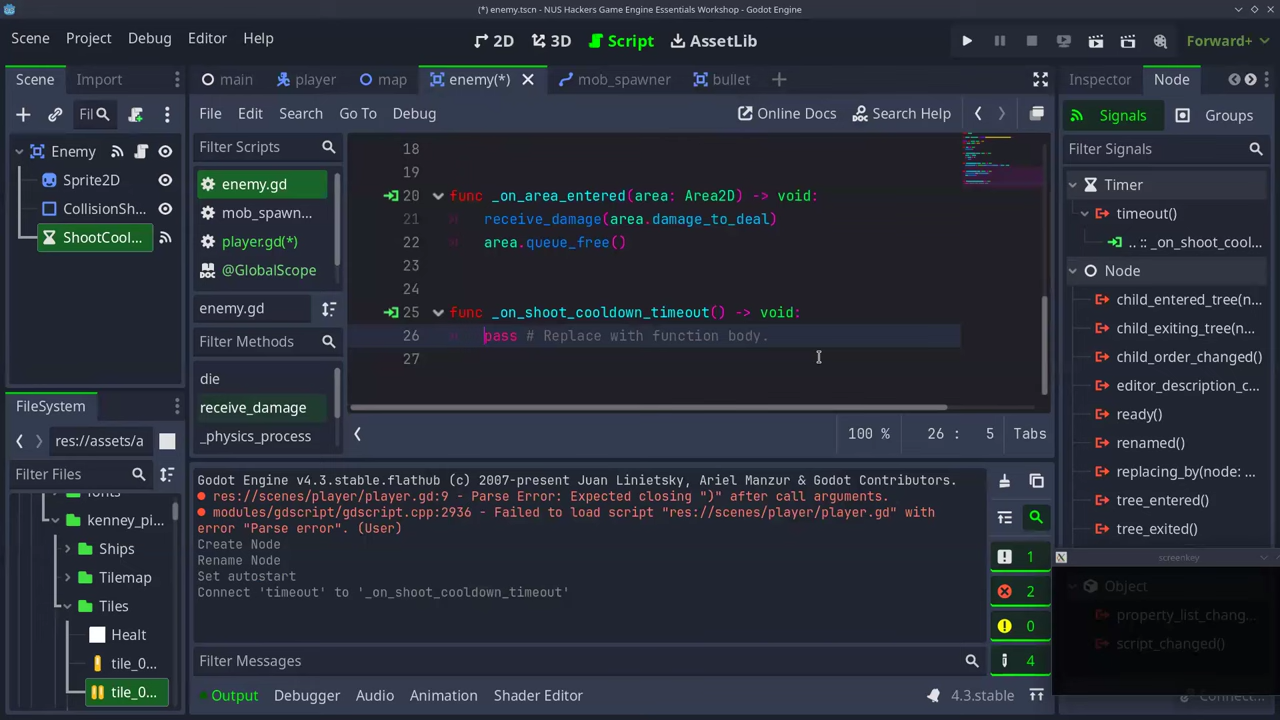 (*) enemy.tscn - NUS Hackers Game Engine Essentials Workshop - Godot Engine
Scene Project Debug Editor Help
2D 3D Script AssetLib
Forward+
Scene Import
main player map enemy(*) mob_spawner bullet
Inspector Node
Fil
File Edit Search Go To Debug
Online Docs Search Help
Signals Groups
Enemy
Sprite2D
CollisionSh...
ShootCool...
Filter Scripts
enemy.gd
mob_spawn...
player.gd(*)
@GlobalScope
enemy.gd
Filter Methods
die
receive_damage
_physics_process
18
19
20 func _on_area_entered(area: Area2D) -> void:
21 receive_damage(area.damage_to_deal)
22 area.queue_free()
23
24
25 func _on_shoot_cooldown_timeout() -> void:
26 pass # Replace with function body.
27
100 % 26 : 5 Tabs
Filter Signals
Timer
timeout()
.. :: _on_shoot_cool...
Node
child_entered_tree(n...
child_exiting_tree(n...
child_order_changed()
editor_description_c...
ready()
renamed()
replacing_by(node: ...
tree_entered()
tree_exited()
screenkey
Object
property_list_chang...
script_changed()
Connect...
FileSystem
res://assets/a
Filter Files
fonts
kenney_pi...
Ships
Tilemap
Tiles
Healt
tile_0...
tile_0...
Godot Engine v4.3.stable.flathub (c) 2007-present Juan Linietsky, Ariel Manzur & Godot Contributors.
res://scenes/player/player.gd:9 - Parse Error: Expected closing ")" after call arguments.
modules/gdscript/gdscript.cpp:2936 - Failed to load script "res://scenes/player/player.gd" with
error "Parse error". (User)
Create Node
Rename Node
Set autostart
Connect 'timeout' to '_on_shoot_cooldown_timeout'
1
2
0
4
Filter Messages
Output Debugger Audio Animation Shader Editor
4.3.stable